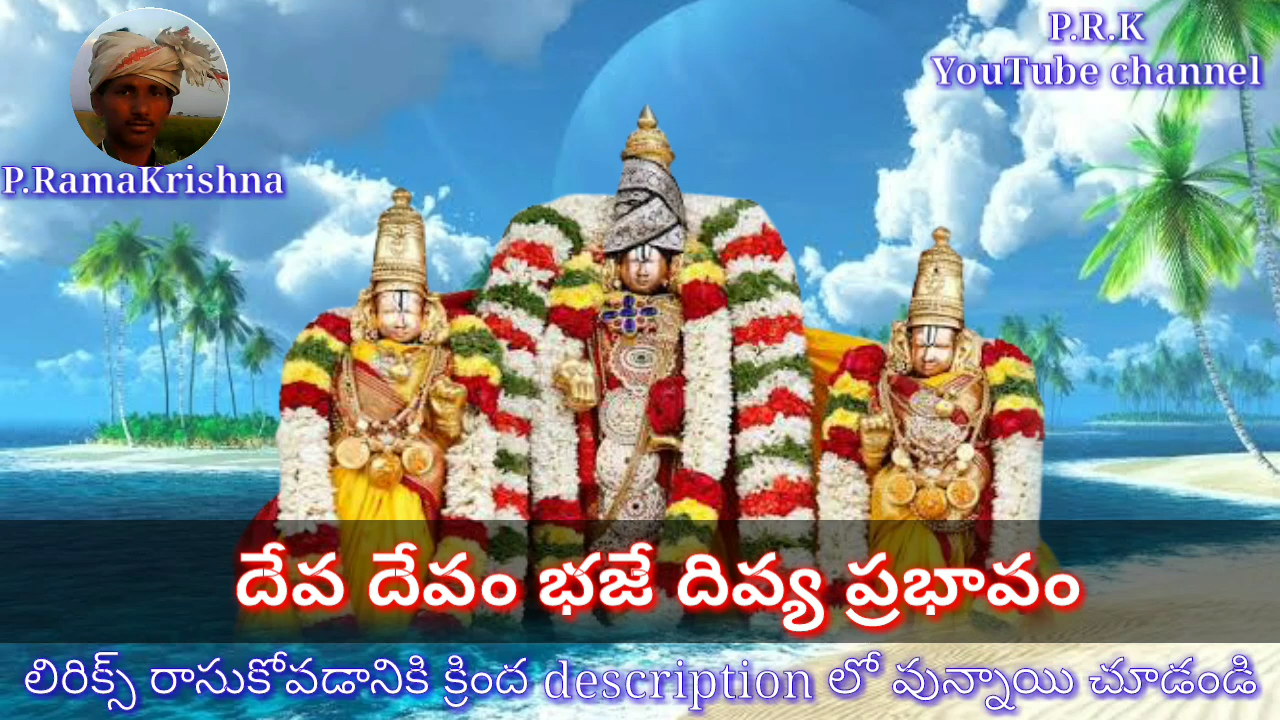 P.R.K
YouTube channel
P.RamaKrishna
దేవ దేవం భజే దివ్య ప్రభావం
లిరిక్స్ రాసుకోవడానికి క్రింద description లో వున్నాయి చూడండి